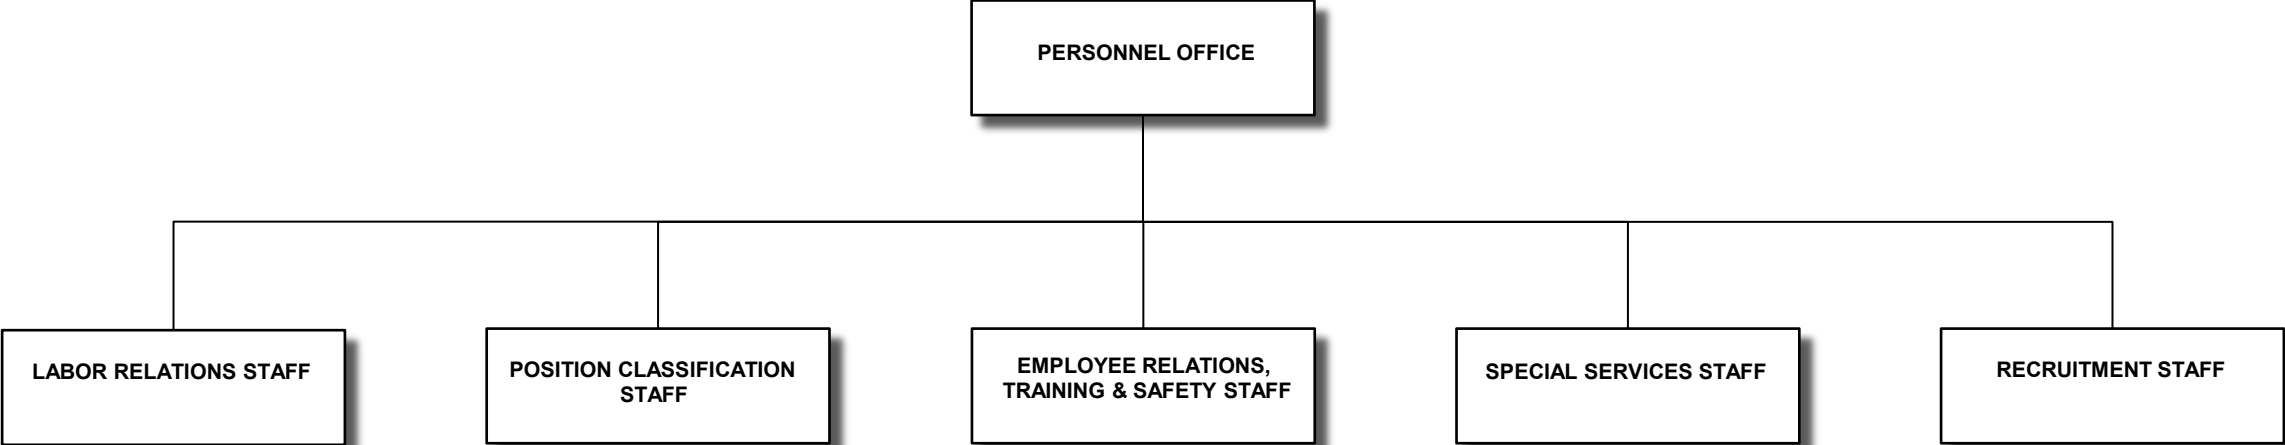 PERSONNEL OFFICE
LABOR RELATIONS STAFF
POSITION CLASSIFICATION
STAFF
EMPLOYEE RELATIONS,
TRAINING & SAFETY STAFF
SPECIAL SERVICES STAFF
RECRUITMENT STAFF